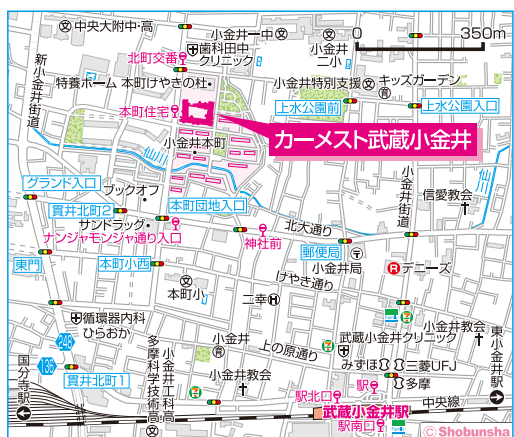 中央大附中・高
小金井一中
小金井二小
0 350m
北町交番
歯科田中クリニック
新小金井街道
特養ホーム 本町けやきの杜
小金井特別支援
キッズガーデン
本町住宅
上水公園前
上水公園入口
カーメスト武蔵小金井
小金井本町
仙川
仙川
グランド入口
ブックオフ
小金井街道
信愛教会
貫井北町2
本町団地入口
サンドラッグ
ナンジャモンジャ通り入口
北大通り
神社前
郵便局
東門
本町小西
小金井局
デニーズ
けやき通り
本町小
二幸
循環器内科ひらおか
小金井教会
武蔵小金井クリニック
248
136
小金井
上の原通り
みずほ
三菱UFJ
多摩
東小金井駅
国分寺駅
貫井北町1
多摩科学技術高
小金井工科高
小金井教会
駅北口
駅
中央線
武蔵小金井駅
駅南口
© Shobunsha